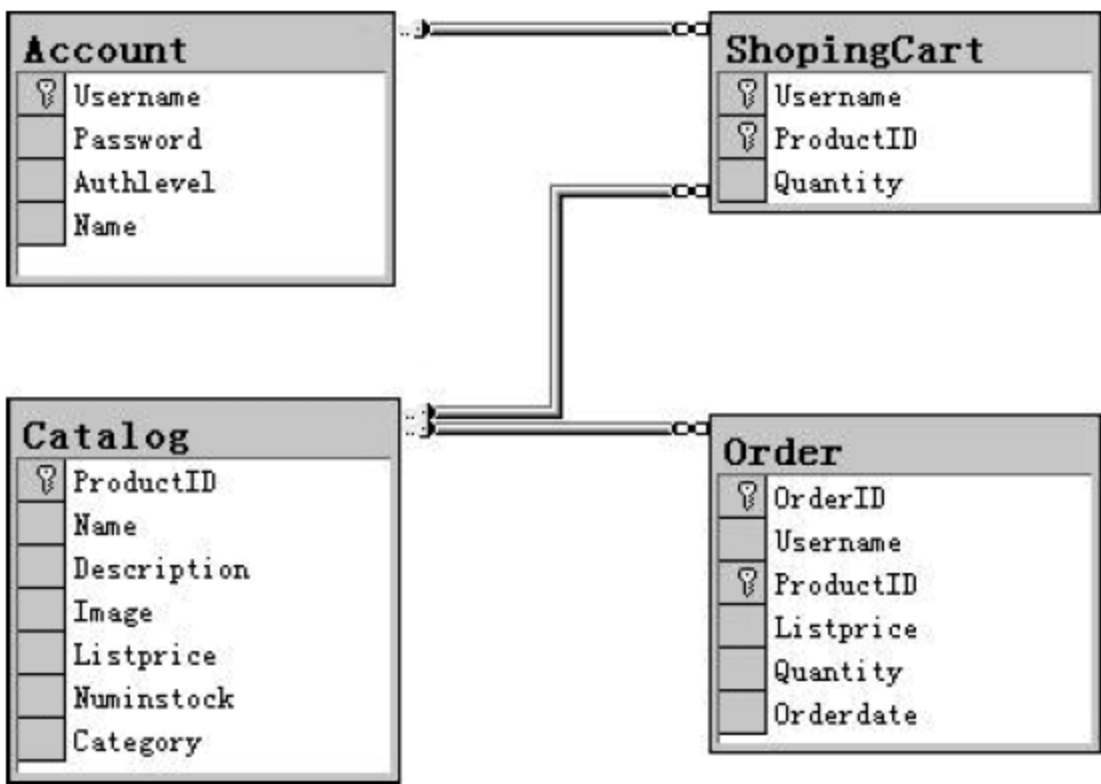 Account
Username
Password
Authlevel
Name
ShopingCart
Username
ProductID
Quantity
Catalog
ProductID
Name
Description
Image
Listprice
Numinstock
Category
Order
OrderID
Username
ProductID
Listprice
Quantity
Orderdate